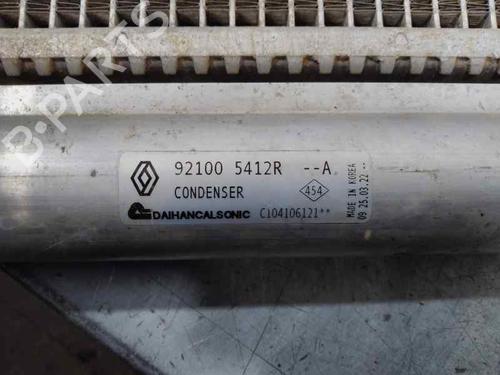 B-PARTS
92100 5412R --A
CONDENSER
454
DAIHANCALSONIC C104106121**
MADE IN KOREA
09 25.03.22 --